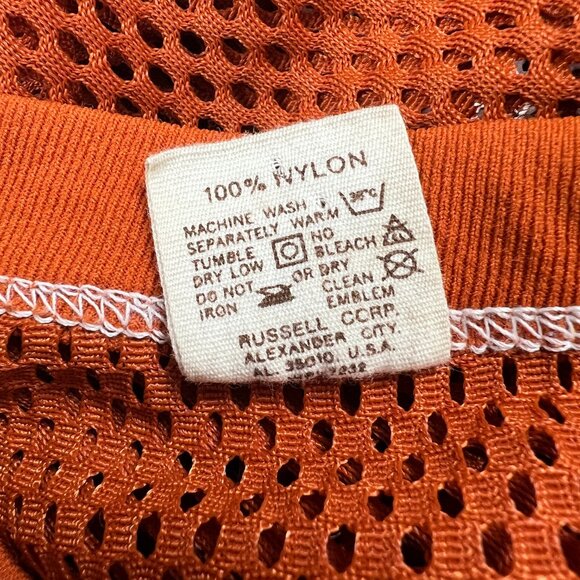 100% NYLON
MACHINE WASH
SEPARATELY WARM
TUMBLE NO
DRY LOW BLEACH
DO NOT OR DRY
IRON CLEAN
EMBLEM
RUSSELL CORP.
ALEXANDER CITY,
AL. 35010, U.S.A.